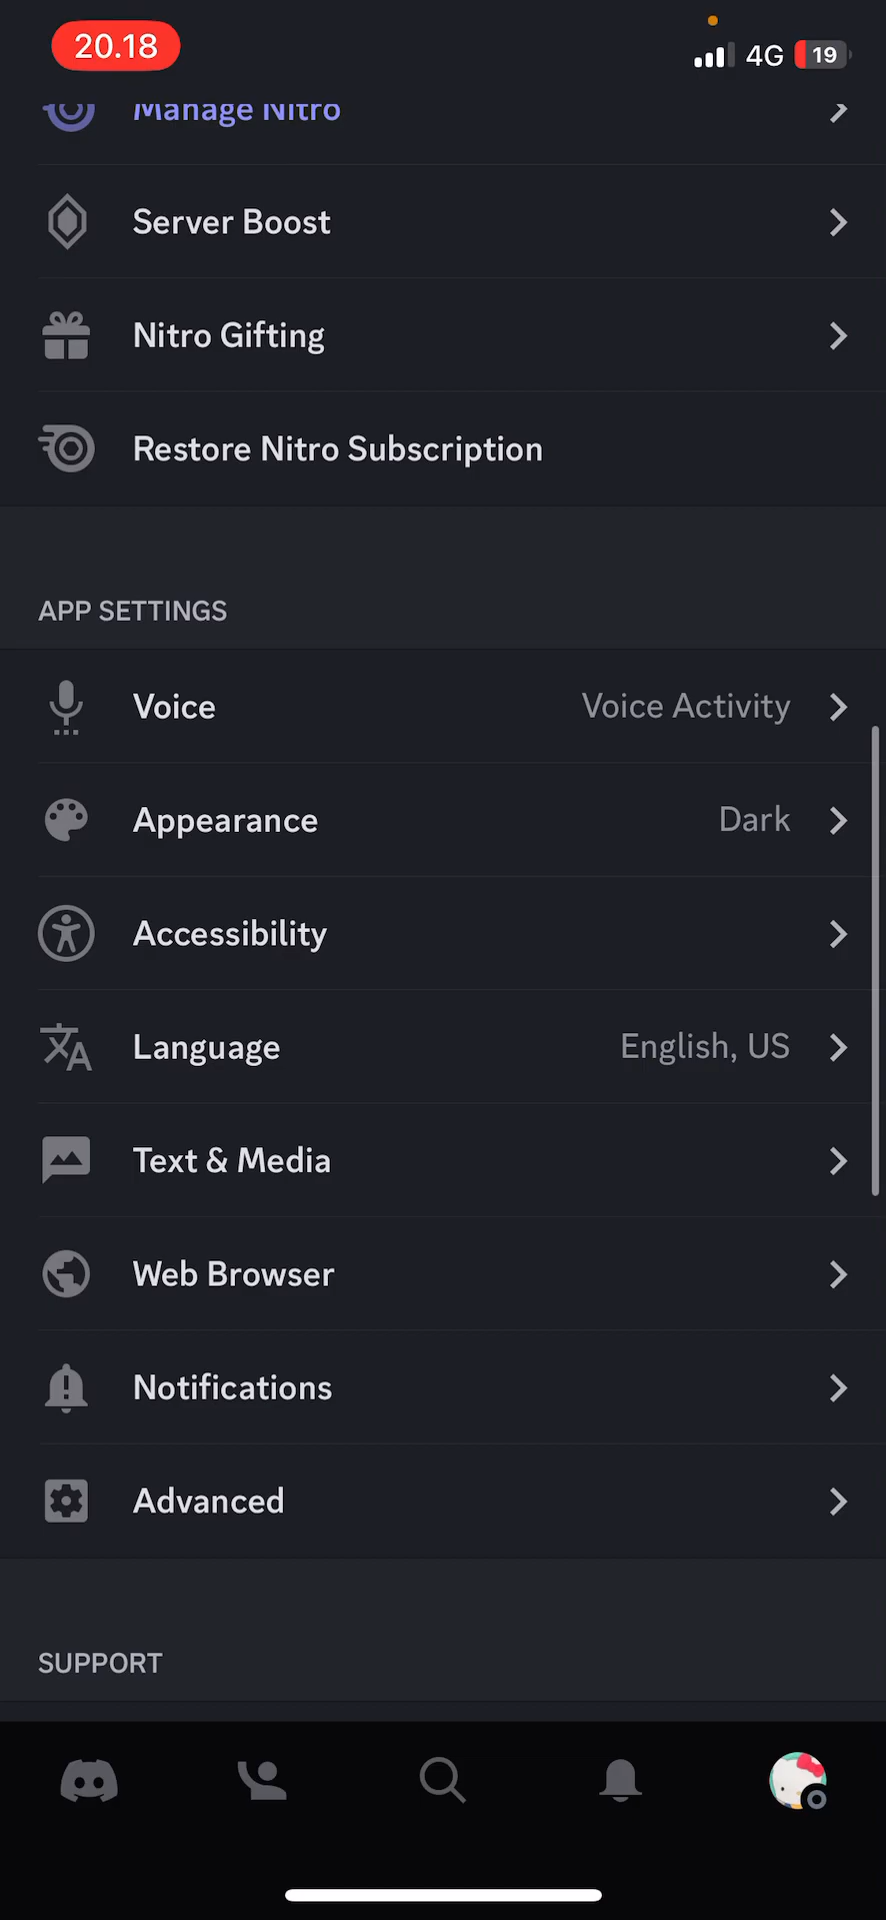 20.18
4G 19
Manage Nitro
Server Boost
Nitro Gifting
Restore Nitro Subscription
APP SETTINGS
Voice Voice Activity
Appearance Dark
Accessibility
Language English, US
Text & Media
Web Browser
Notifications
Advanced
SUPPORT